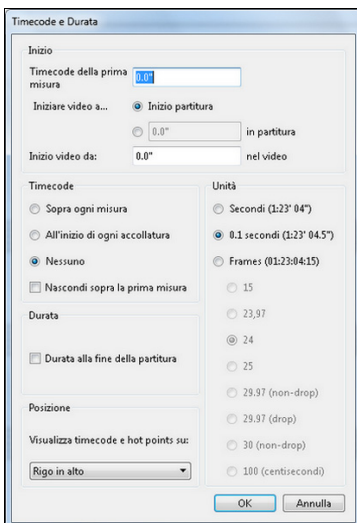 Timecode e Durata
Inizio
Timecode della prima misura
0.0"
Iniziare video a...
Inizio partitura
0.0"
in partitura
Inizio video da:
0.0"
nel video
Timecode
Sopra ogni misura
All'inizio di ogni accollatura
Nessuno
Nascondi sopra la prima misura
Durata
Durata alla fine della partitura
Posizione
Visualizza timecode e hot points su:
Rigo in alto
Unità
Secondi (1:23' 04")
0.1 secondi (1:23' 04.5")
Frames (01:23:04:15)
15
23,97
24
25
29.97 (non-drop)
29.97 (drop)
30 (non-drop)
100 (centisecondi)
OK
Annulla